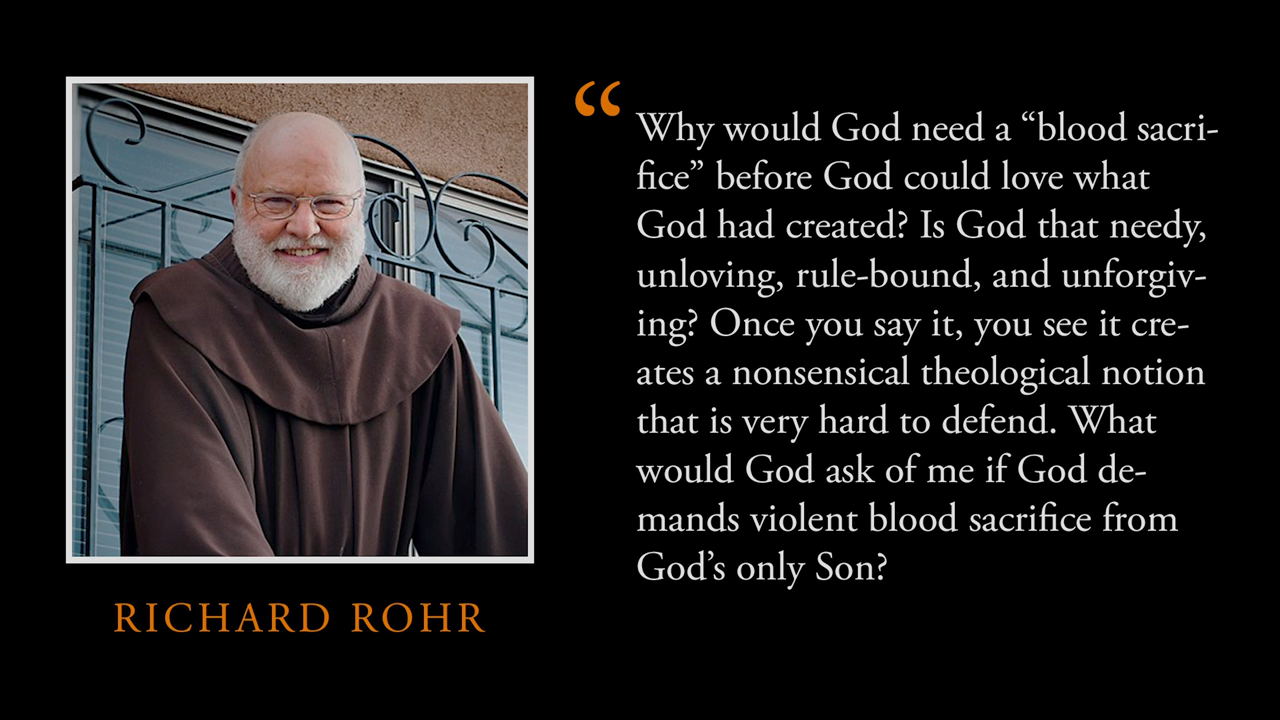 “
Why would God need a “blood sacri-
fice” before God could love what
God had created? Is God that needy,
unloving, rule-bound, and unforgiv-
ing? Once you say it, you see it cre-
ates a nonsensical theological notion
that is very hard to defend. What
would God ask of me if God de-
mands violent blood sacrifice from
God’s only Son?
RICHARD ROHR